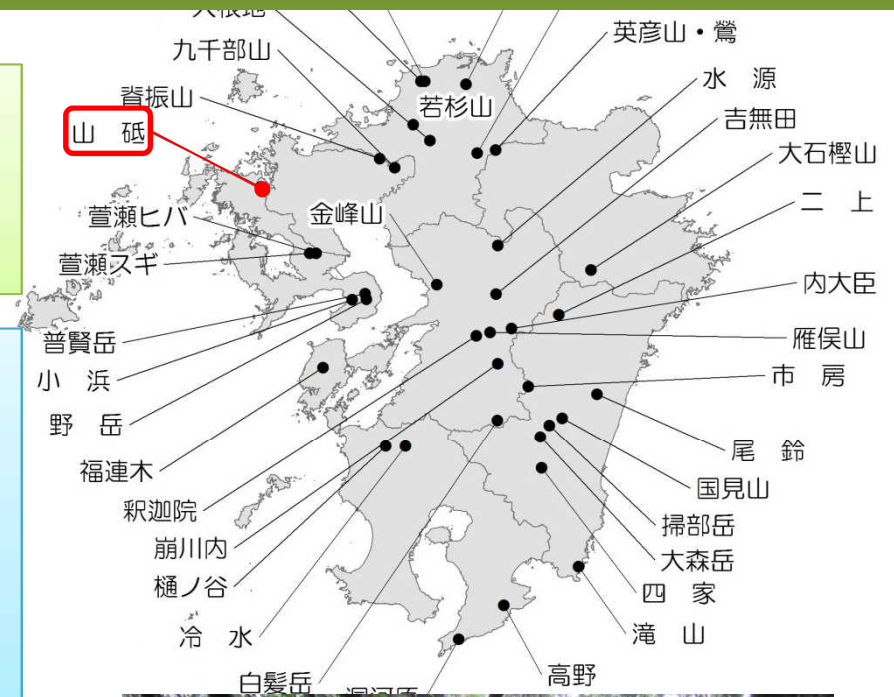 英彦山・鶯
九千部山
水 源
脊振山
若杉山
山 砥
吉無田
大石樫山
二 上
萱瀬ヒバ
金峰山
萱瀬スギ
内大臣
普賢岳
雁俣山
小 浜
市 房
野 岳
尾 鈴
福連木
国見山
釈迦院
掃部岳
崩川内
大森岳
樋ノ谷
四 家
冷 水
滝 山
白髪岳
高野